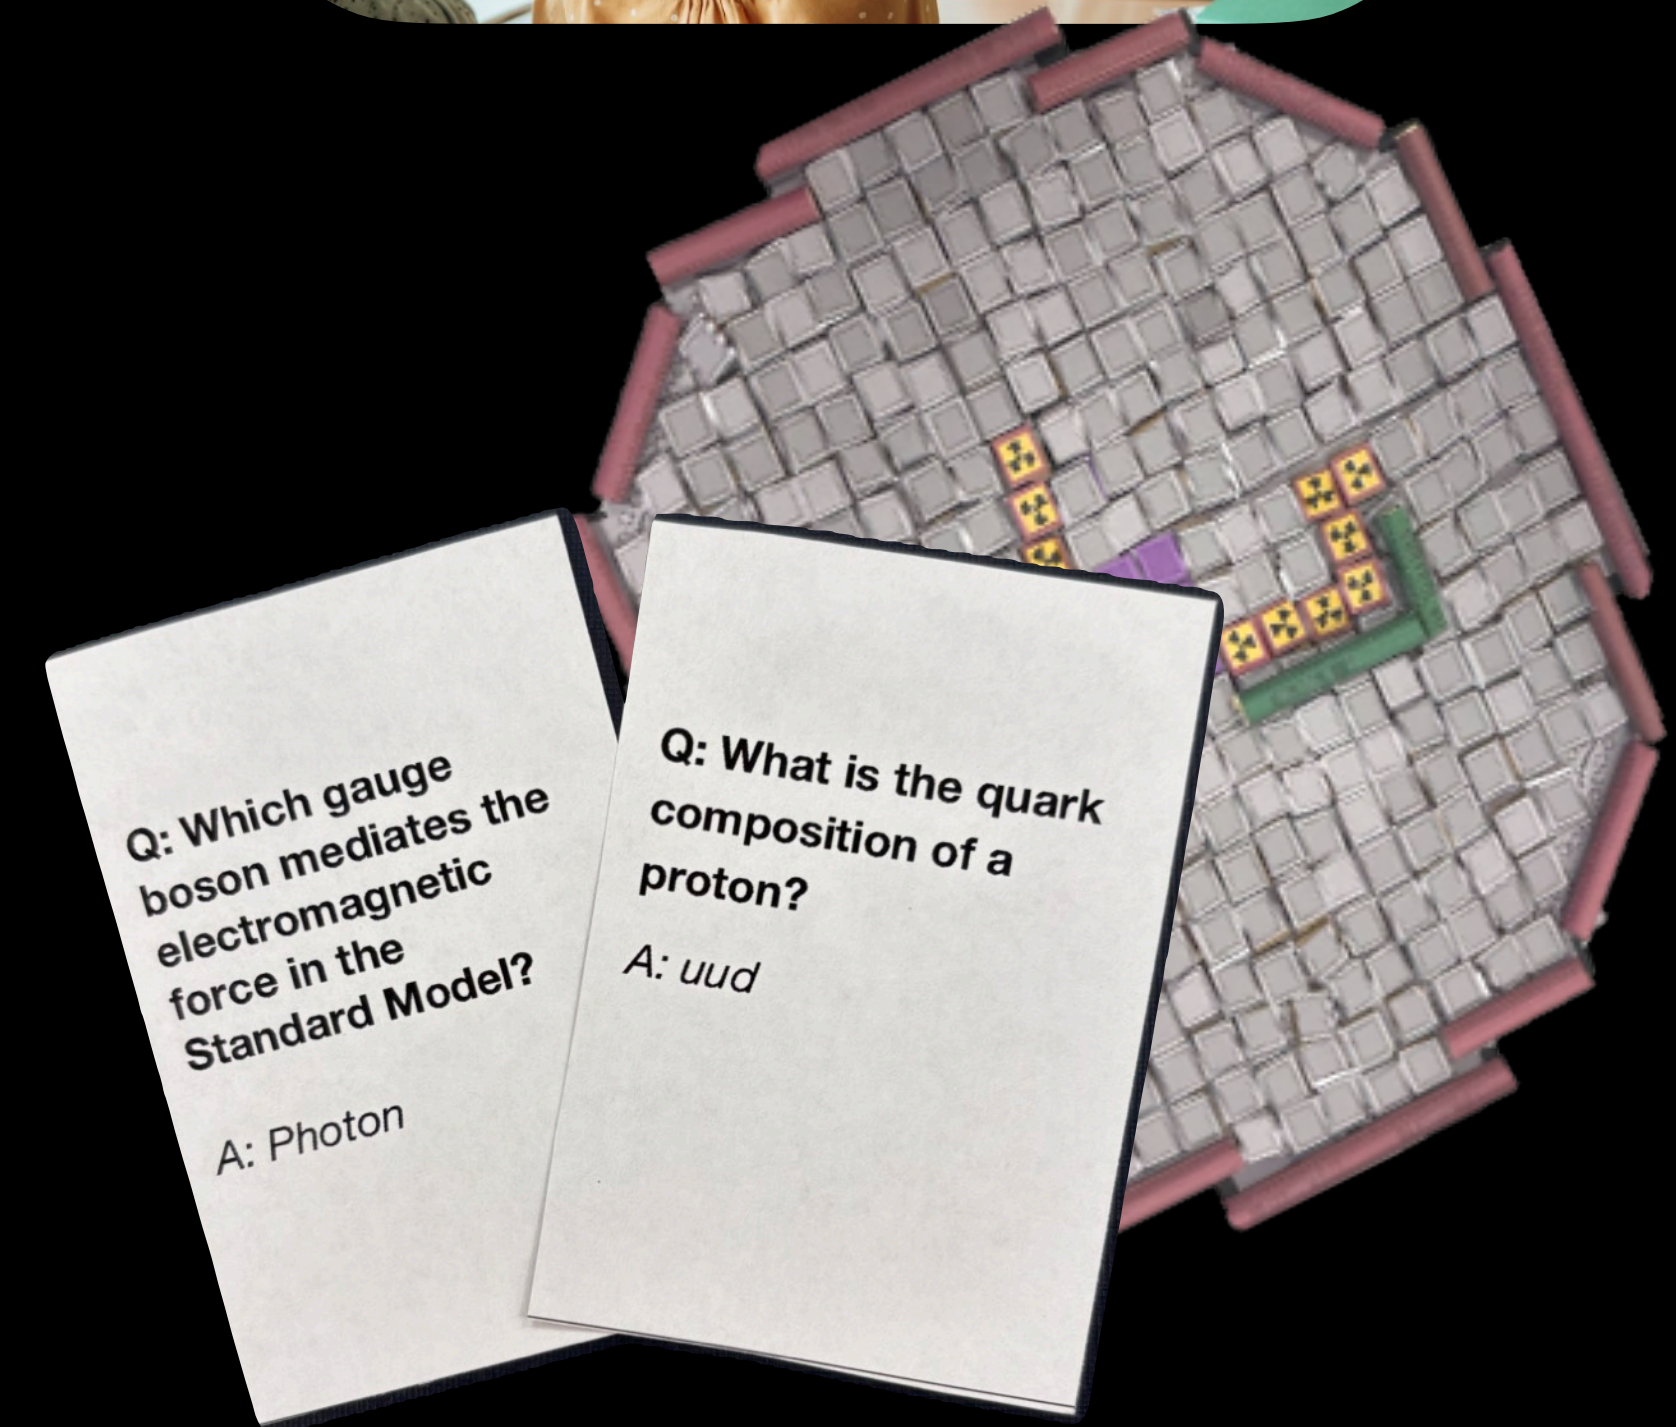 Q: Which gauge
boson mediates the
electromagnetic
force in the
Standard Model?
A: Photon
Q: What is the quark
composition of a
proton?
A: uud